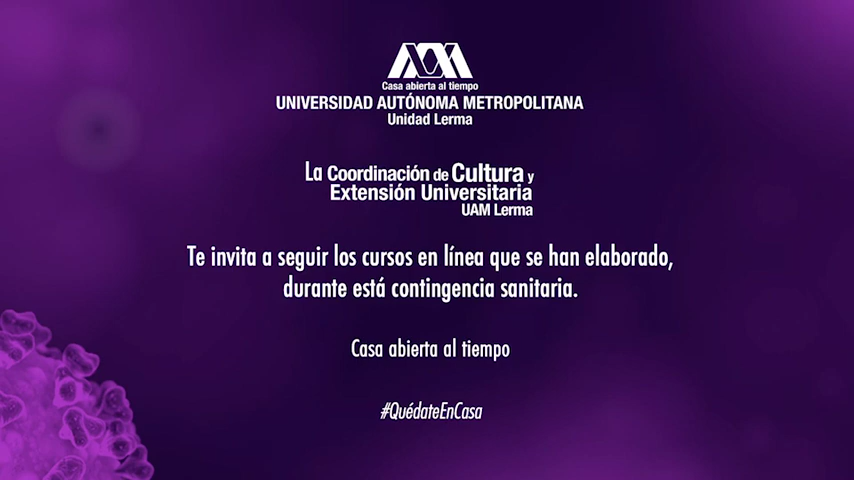 Casa abierta al tiempo
UNIVERSIDAD AUTÓNOMA METROPOLITANA
Unidad Lerma
La Coordinación de Cultura y
Extensión Universitaria
UAM Lerma
Te invita a seguir los cursos en línea que se han elaborado,
durante está contingencia sanitaria.
Casa abierta al tiempo
#QuédateEnCasa